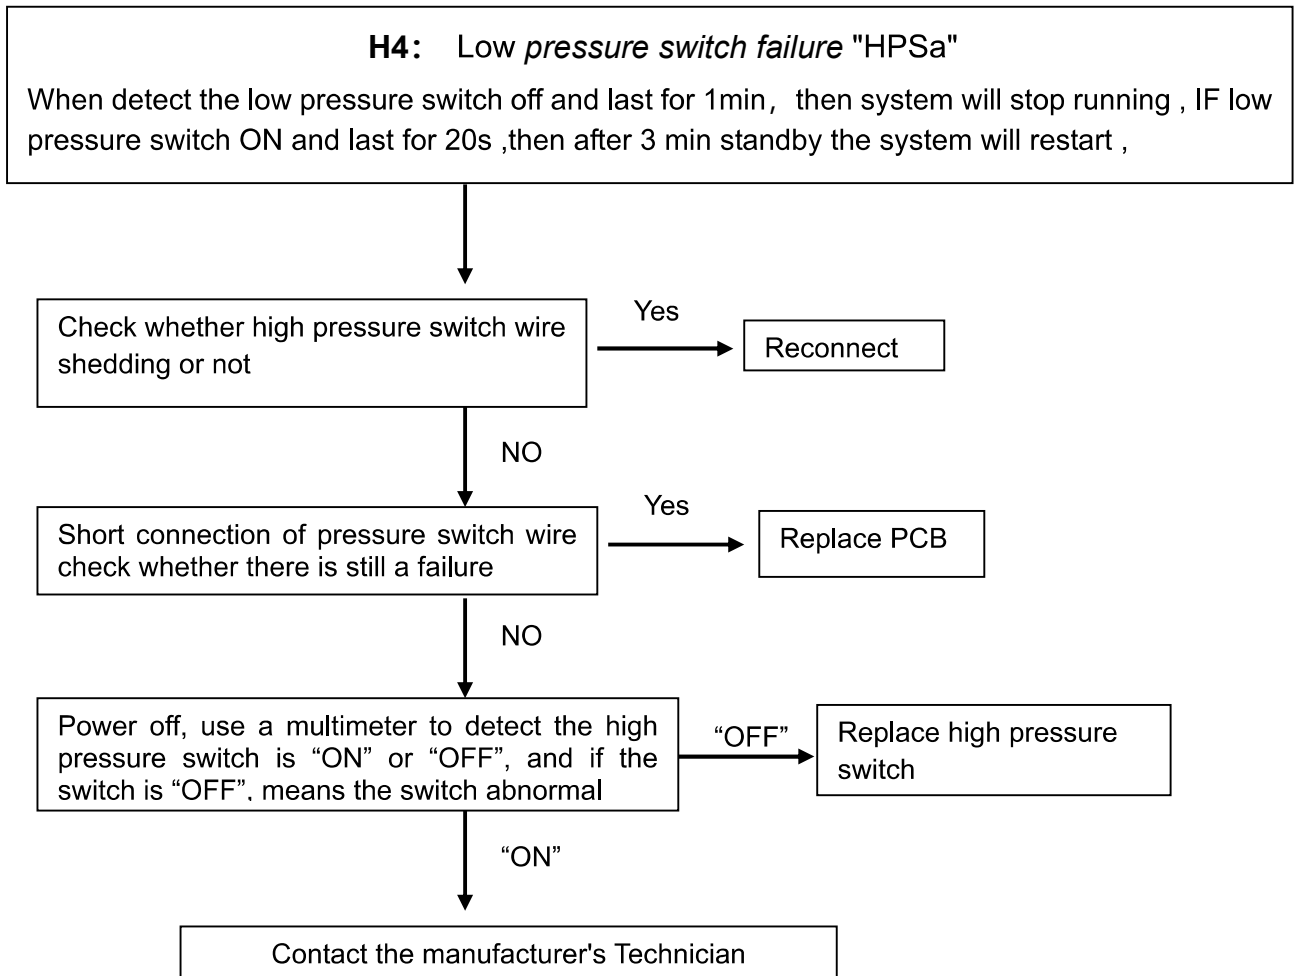 H4： Low pressure switch failure "HPSa"
When detect the low pressure switch off and last for 1min，then system will stop running , IF low
pressure switch ON and last for 20s ,then after 3 min standby the system will restart ,
Check whether high pressure switch wire
shedding or not
Yes
Reconnect
NO
Short connection of pressure switch wire
check whether there is still a failure
Yes
Replace PCB
NO
Power off, use a multimeter to detect the high
pressure switch is “ON” or “OFF”, and if the
switch is “OFF”, means the switch abnormal
“OFF”
Replace high pressure
switch
“ON”
Contact the manufacturer's Technician